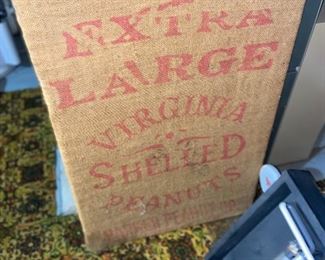 EXTRA
LARGE
VIRGINIA
SHELLED
PEANUTS